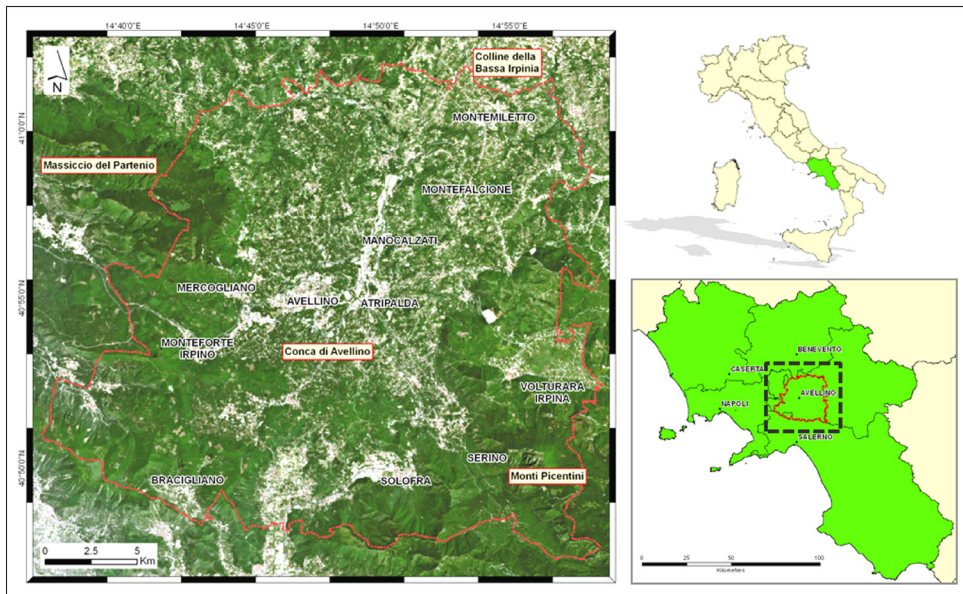 14°40'0"E
14°45'0"E
14°50'0"E
14°55'0"E
N
Colline della
Bassa Irpinia
MONTEMILETTO
41°0'0"N
Massiccio del Partenio
MONTEFALCIONE
MANOCALZATI
MERCOGLIANO
AVELLINO
ATRIPALDA
40°55'0"N
MONTEFORTE
IRPINO
Conca di Avellino
VOLTURARA
IRPINA
SERINO
40°50'0"N
Monti Picentini
BRACIGLIANO
SOLOFRA
0 2.5 5
Km
BENEVENTO
CASERTA
AVELLINO
NAPOLI
SALERNO
0 25 50 100
Kilometers